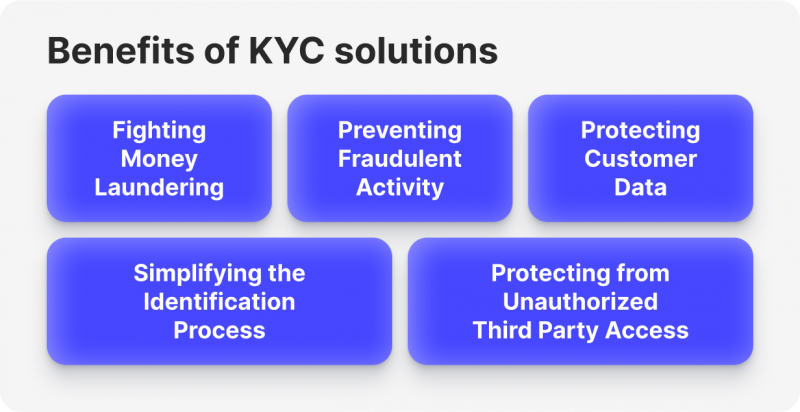 Benefits of KYC solutions
Fighting
Money
Laundering
Preventing
Fraudulent
Activity
Protecting
Customer
Data
Simplifying the
Identification
Process
Protecting from
Unauthorized
Third Party Access